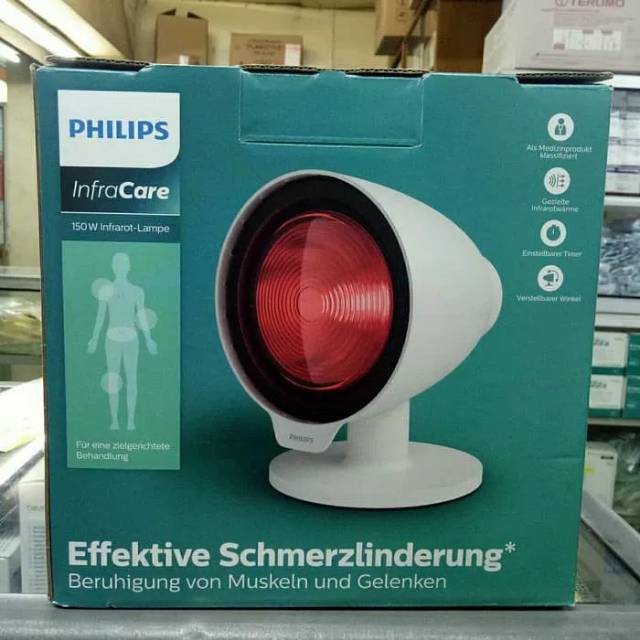 TERUMO
PHILIPS
InfraCare
150W Infrarot-Lampe
Als Medizinprodukt
klassifiziert
Gezielte
Infrarotwärme
Einstellbarer Timer
Verstellbarer Winkel
Für eine zielgerichtete
Behandlung
PHILIPS
Effektive Schmerzlinderung*
Beruhigung von Muskeln und Gelenken